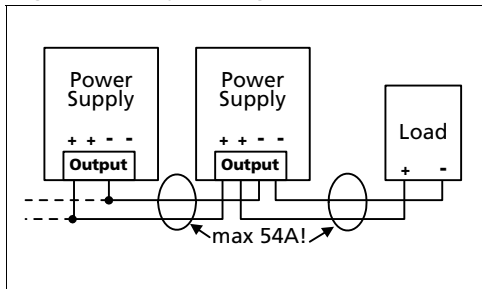 Power
Supply
+ + - -
Output
Power
Supply
+ + - -
Output
Load
+ -
max 54A!